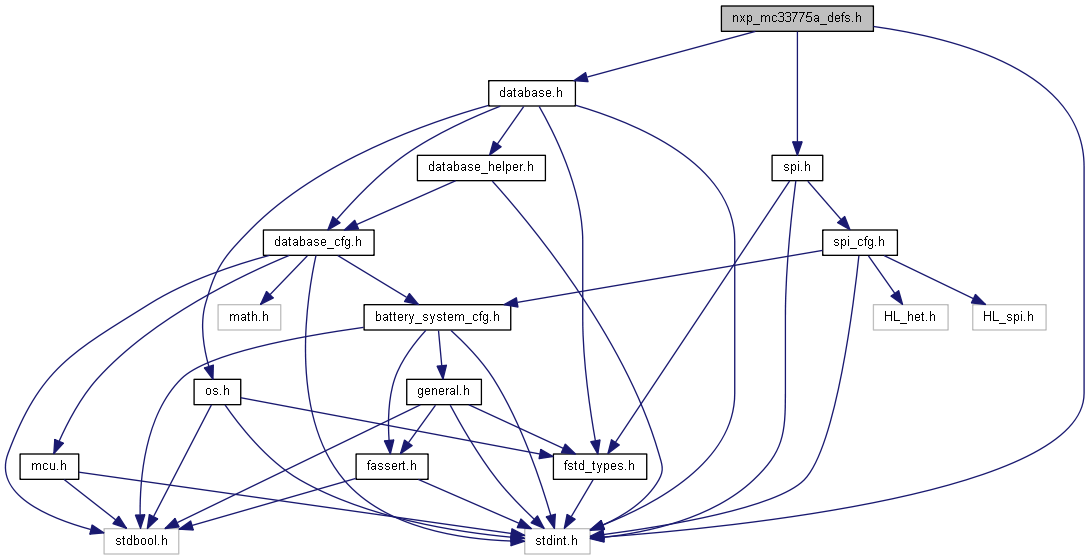 nxp_mc33775a_defs.h
database.h
database_helper.h
spi.h
database_cfg.h
spi_cfg.h
math.h
battery_system_cfg.h
HL_het.h
HL_spi.h
os.h
general.h
mcu.h
fassert.h
fstd_types.h
stdbool.h
stdint.h